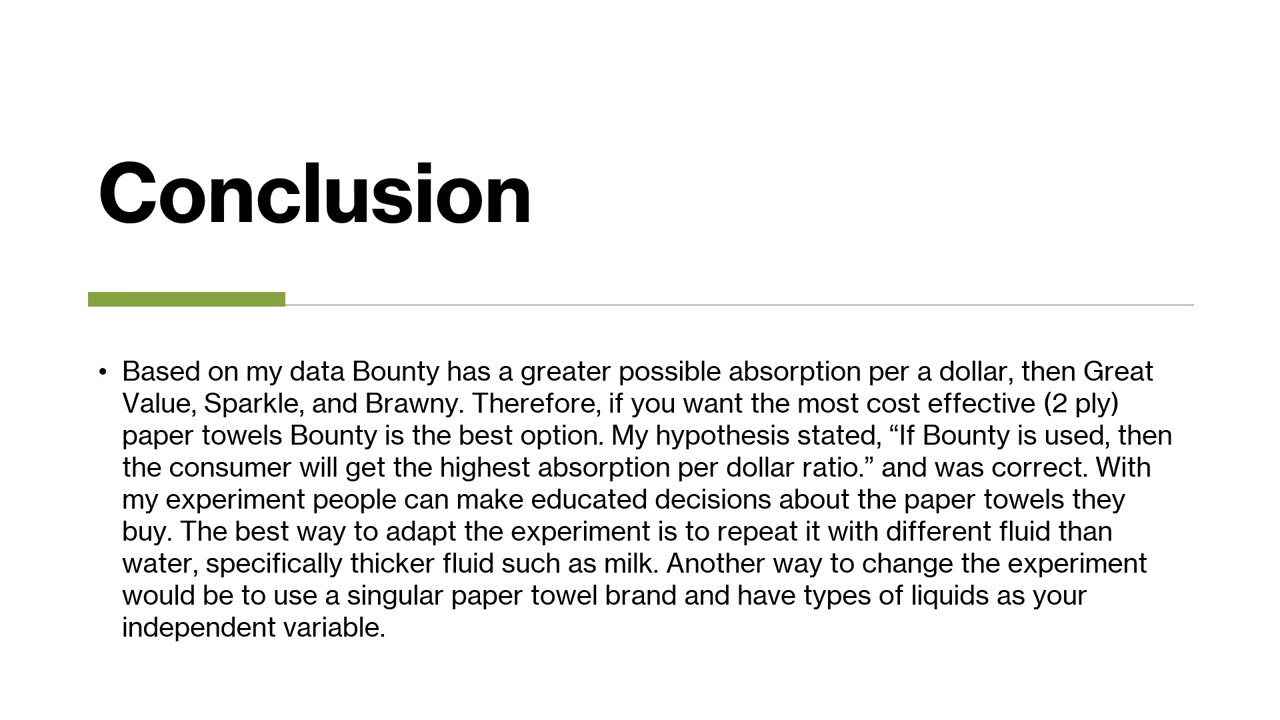 Conclusion
• Based on my data Bounty has a greater possible absorption per a dollar, then Great
Value, Sparkle, and Brawny. Therefore, if you want the most cost effective (2 ply)
paper towels Bounty is the best option. My hypothesis stated, “If Bounty is used, then
the consumer will get the highest absorption per dollar ratio.” and was correct. With
my experiment people can make educated decisions about the paper towels they
buy. The best way to adapt the experiment is to repeat it with different fluid than
water, specifically thicker fluid such as milk. Another way to change the experiment
would be to use a singular paper towel brand and have types of liquids as your
independent variable.